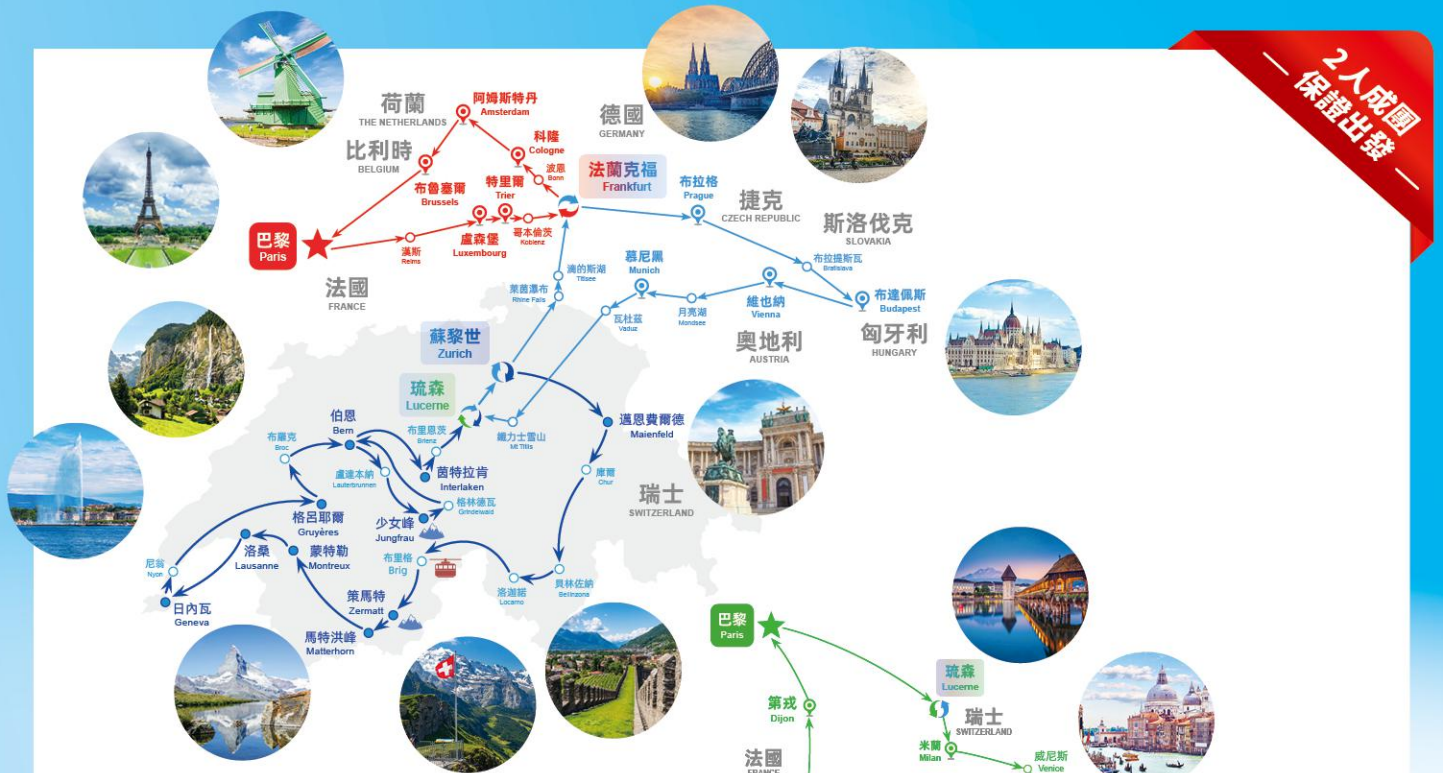 2人成團
保證出發
荷蘭
THE NETHERLANDS
阿姆斯特丹
Amsterdam
德國
GERMANY
比利時
BELGIUM
科隆
Cologne
波恩
Bonn
法蘭克福
Frankfurt
布魯塞爾
Brussels
特里爾
Trier
布拉格
Prague
捷克
CZECH REPUBLIC
斯洛伐克
SLOVAKIA
巴黎
Paris
漢斯
Reims
盧森堡
Luxembourg
哥本倫茨
Koblenz
布拉提斯瓦
Bratislava
法國
FRANCE
滴的斯湖
Titisee
萊茵瀑布
Rhine Falls
慕尼黑
Munich
瓦杜茲
Vaduz
月亮湖
Mondsee
維也納
Vienna
布達佩斯
Budapest
奧地利
AUSTRIA
匈牙利
HUNGARY
蘇黎世
Zurich
琉森
Lucerne
伯恩
Bern
布里恩茨
Brienz
鐵力士雪山
Mt Titlis
邁恩費爾德
Maienfeld
布羅克
Broc
盧達本納
Lauterbrunnen
茵特拉肯
Interlaken
庫爾
Chur
格林德瓦
Grindelwald
瑞士
SWITZERLAND
格呂耶爾
Gruyères
少女峰
Jungfrau
洛桑
Lausanne
蒙特勒
Montreux
布里格
Brig
尼翁
Nyon
洛迦諾
Locarno
貝林佐納
Bellinzona
日內瓦
Geneva
策馬特
Zermatt
馬特洪峰
Matterhorn
巴黎
Paris
琉森
Lucerne
第戎
Dijon
瑞士
SWITZERLAND
米蘭
Milan
威尼斯
Venice
法國
FRANCE